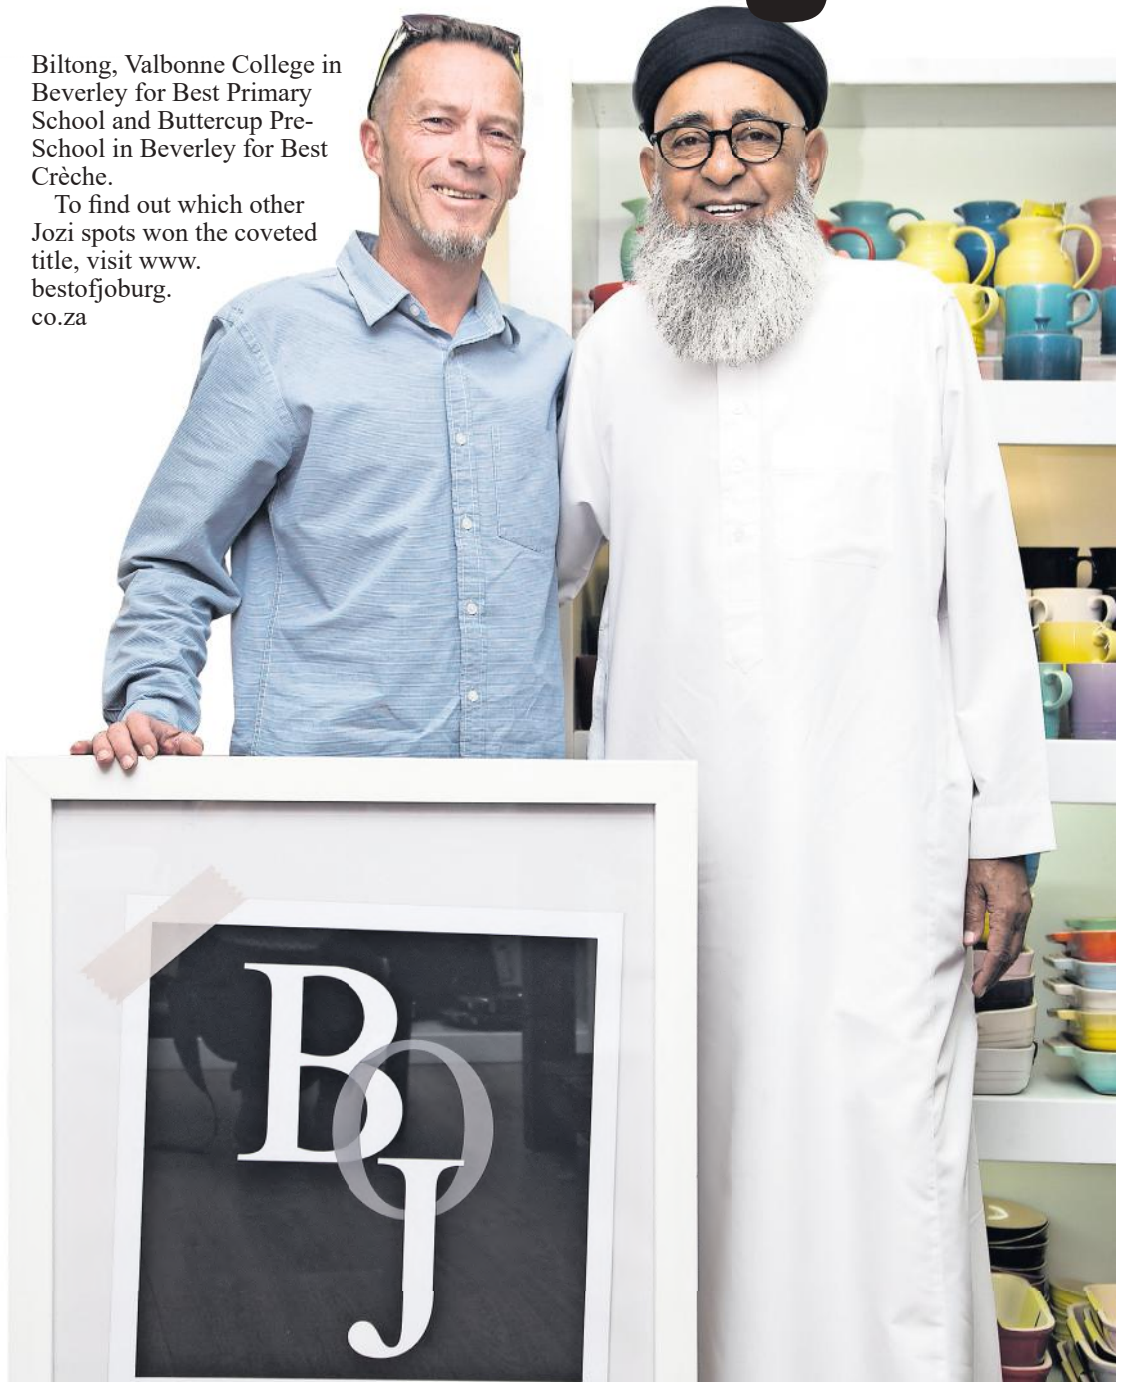 Biltong, Valbonne College in
Beverley for Best Primary
School and Buttercup Pre-
School in Beverley for Best
Crèche.
To find out which other
Jozi spots won the coveted
title, visit www.
bestofjoburg.
co.za
BOJ